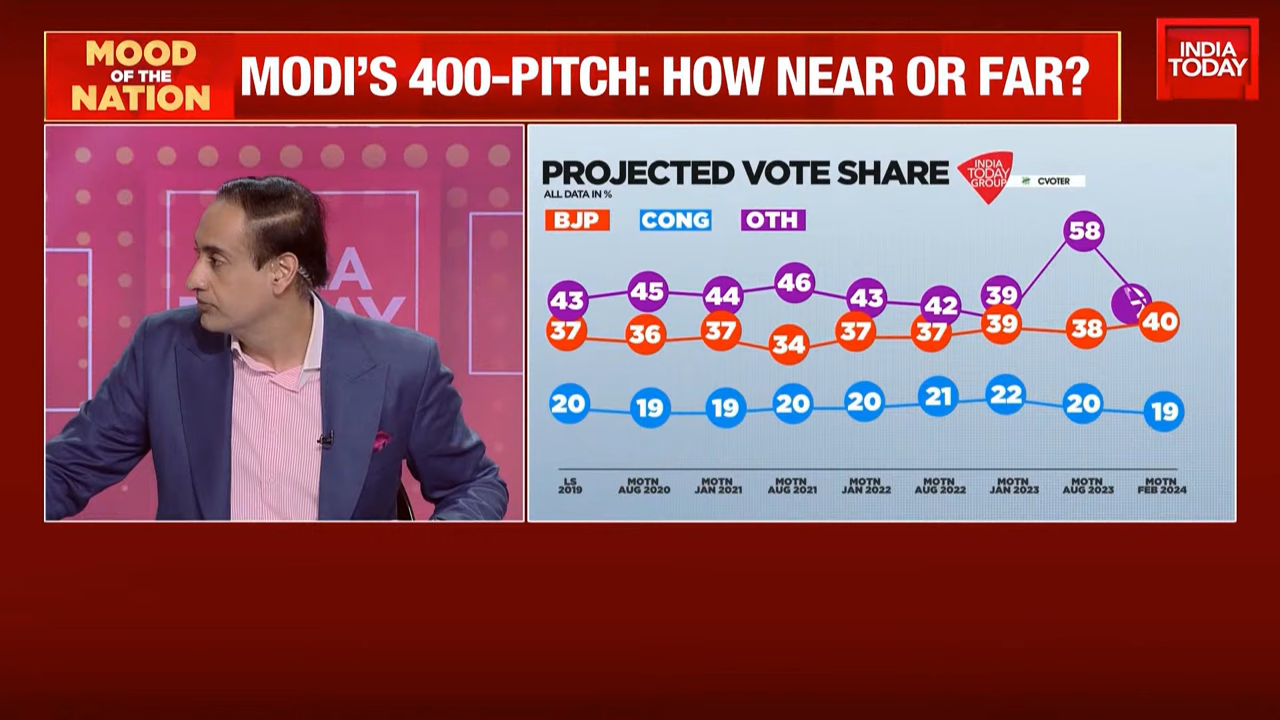 MOOD
OF THE
NATION
MODI'S 400-PITCH: HOW NEAR OR FAR?
INDIA
TODAY
PROJECTED VOTE SHARE
INDIA
TODAY
GROUP
CVOTER
ALL DATA IN %
BJP CONG OTH
43 45 44 46 43 42 39 58
37 36 37 34 37 37 39 38 40
20 19 19 20 20 21 22 20 19
LS
2019
MOTN
AUG 2020
MOTN
JAN 2021
MOTN
AUG 2021
MOTN
JAN 2022
MOTN
AUG 2022
MOTN
JAN 2023
MOTN
AUG 2023
MOTN
FEB 2024